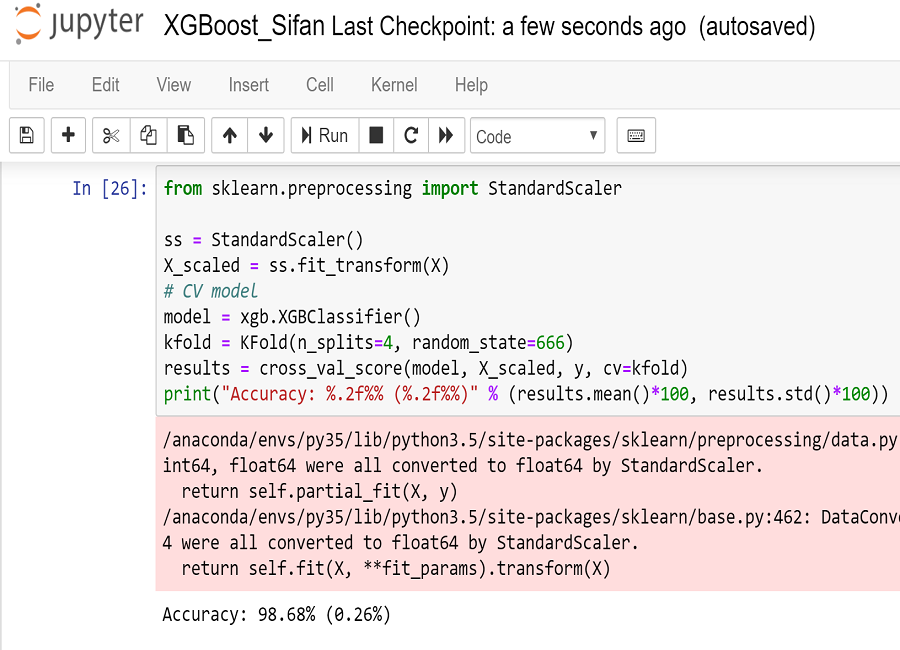 jupyter XGBoost_Sifan Last Checkpoint: a few seconds ago (autosaved)
File Edit View Insert Cell Kernel Help
Run Code
In [26]: from sklearn.preprocessing import StandardScaler
ss = StandardScaler()
X_scaled = ss.fit_transform(X)
# CV model
model = xgb.XGBClassifier()
kfold = KFold(n_splits=4, random_state=666)
results = cross_val_score(model, X_scaled, y, cv=kfold)
print("Accuracy: %.2f%% (%.2f%%)" % (results.mean()*100, results.std()*100))
/anaconda/envs/py35/lib/python3.5/site-packages/sklearn/preprocessing/data.py
int64, float64 were all converted to float64 by StandardScaler.
return self.partial_fit(X, y)
/anaconda/envs/py35/lib/python3.5/site-packages/sklearn/base.py:462: DataConv
4 were all converted to float64 by StandardScaler.
return self.fit(X, **fit_params).transform(X)
Accuracy: 98.68% (0.26%)